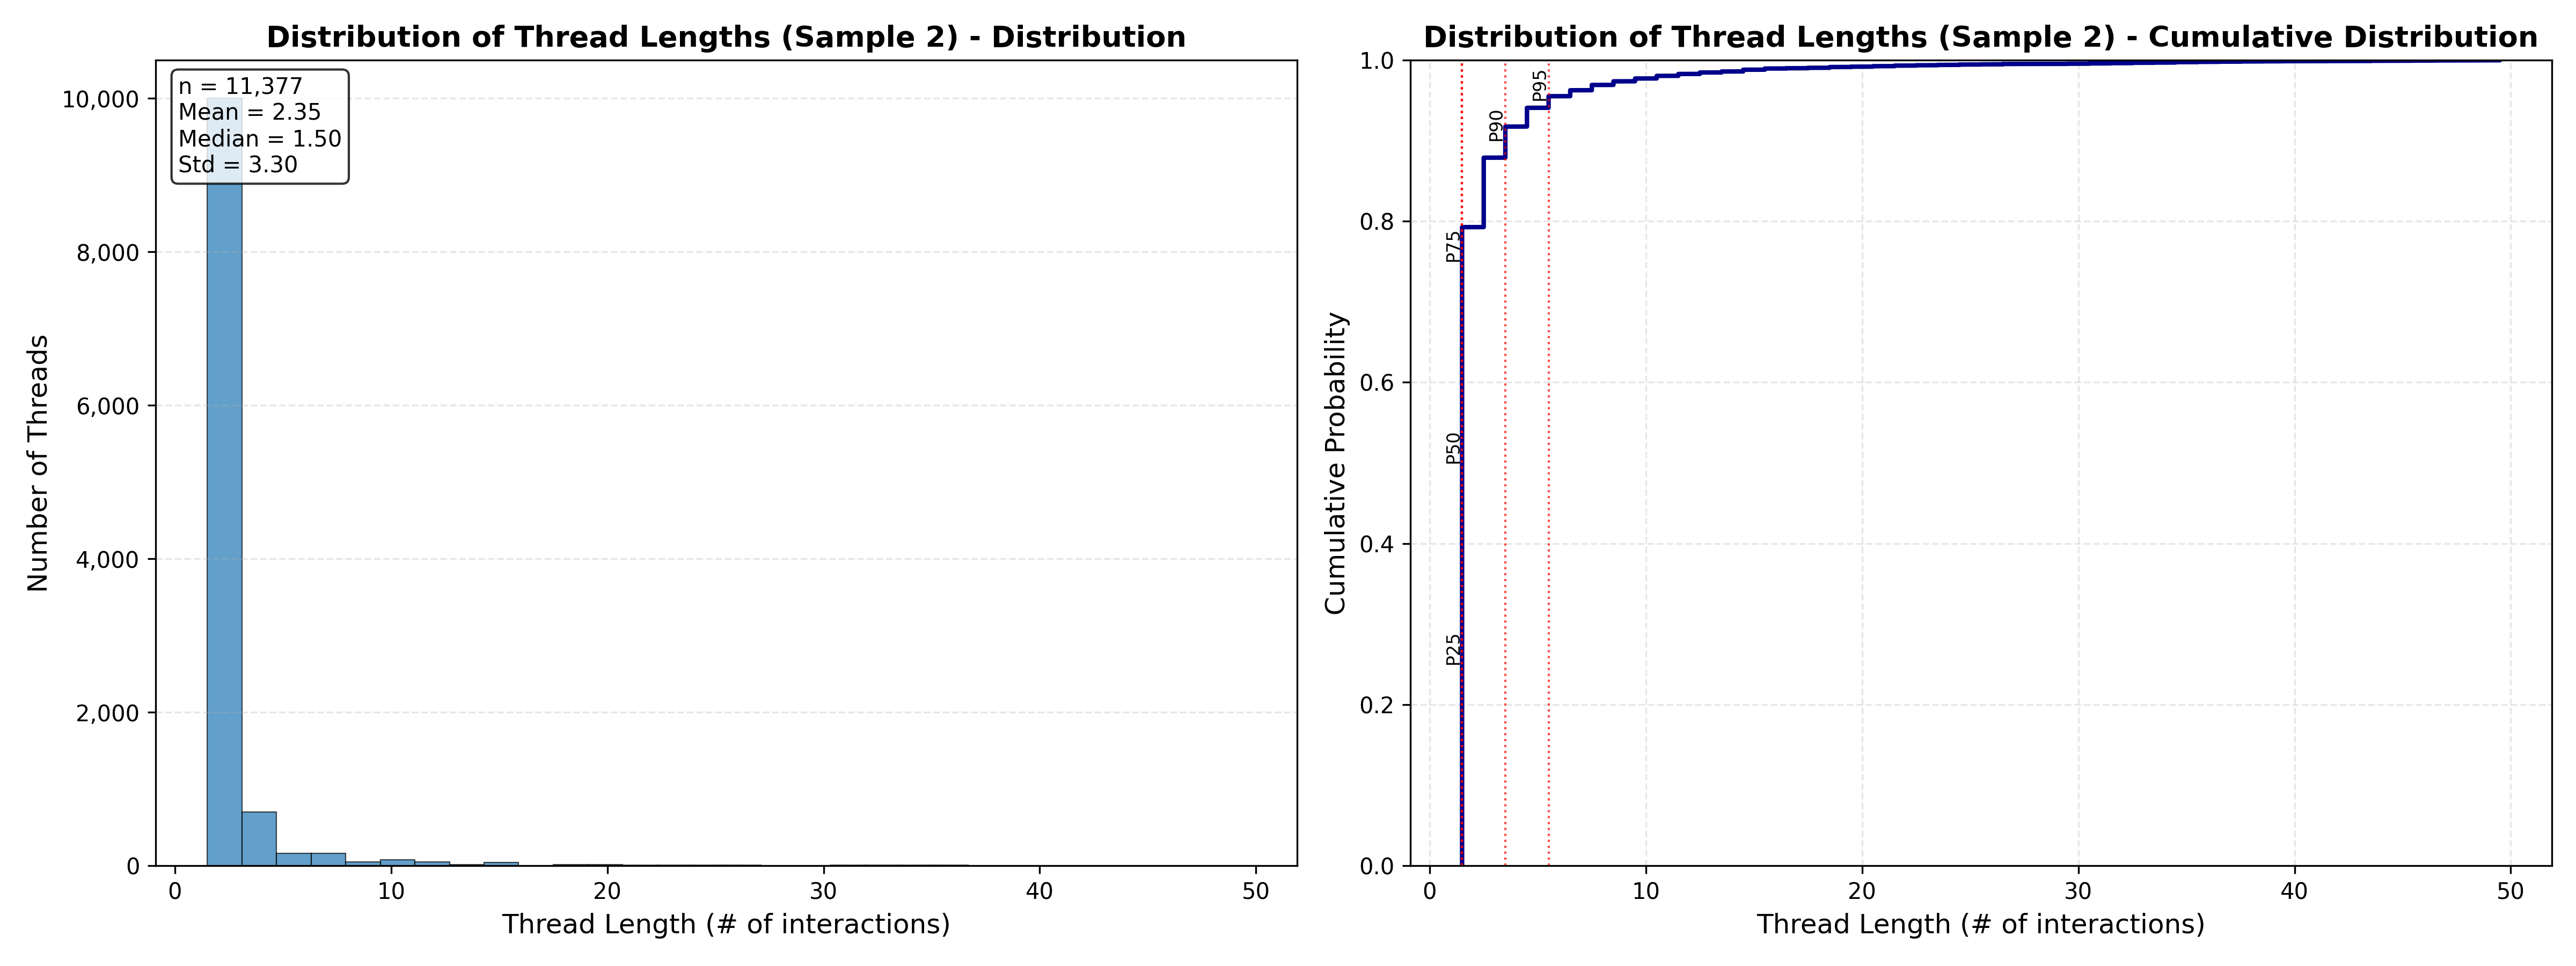 Distribution of Thread Lengths (Sample 2) - Distribution
n = 11,377
Mean = 2.35
Median = 1.50
Std = 3.30
10,000
8,000
6,000
4,000
2,000
0
Number of Threads
0 10 20 30 40 50
Thread Length (# of interactions)
Distribution of Thread Lengths (Sample 2) - Cumulative Distribution
1.0
0.8
0.6
0.4
0.2
0.0
Cumulative Probability
P95
P90
P75
P50
P25
0 10 20 30 40 50
Thread Length (# of interactions)